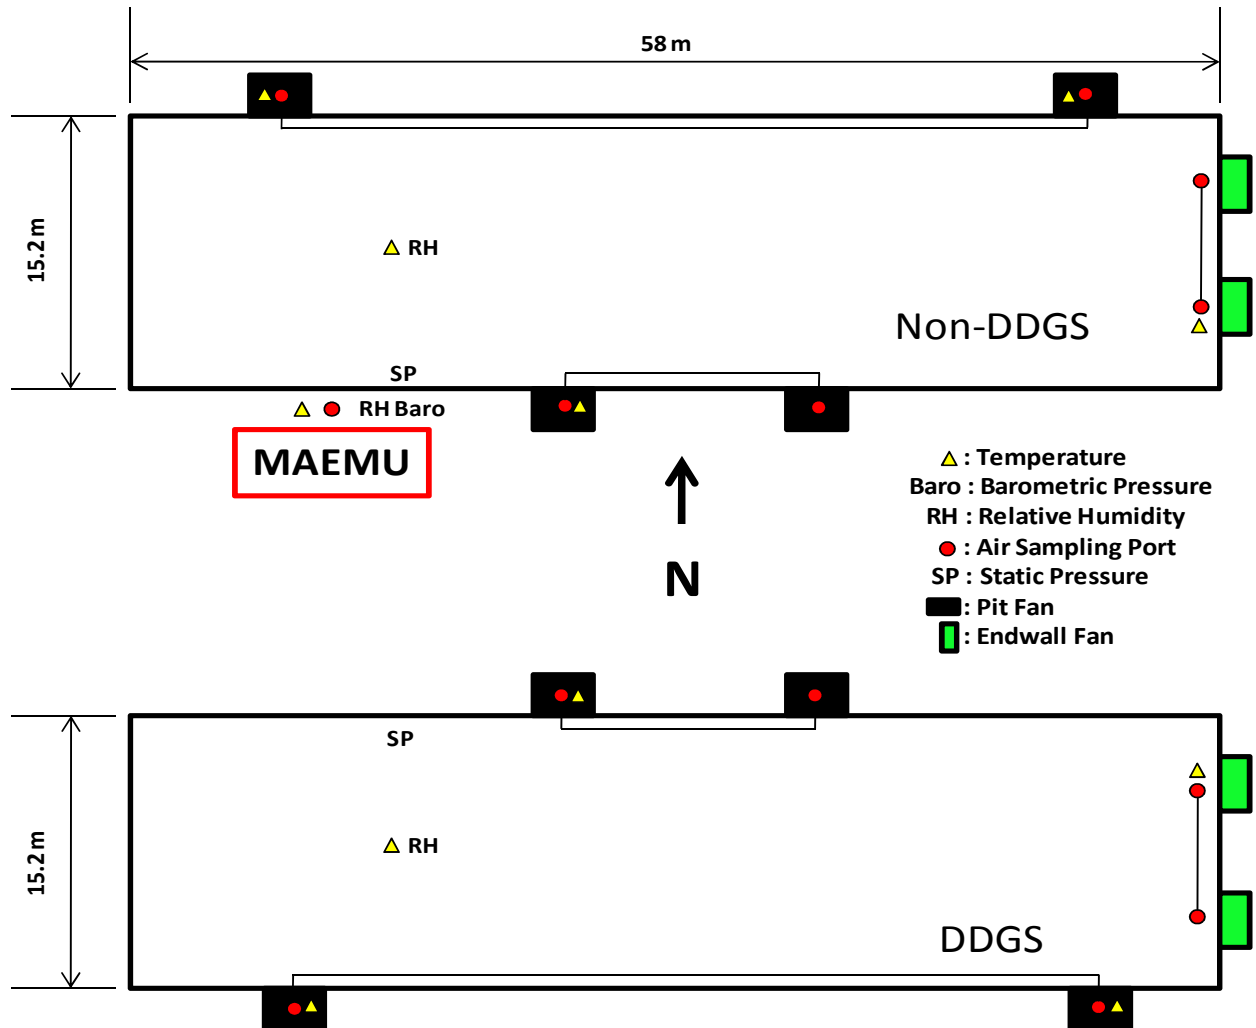 58 m
15.2 m
RH
Non-DDGS
SP
RH Baro
MAEMU
N
: Temperature
Baro : Barometric Pressure
RH : Relative Humidity
: Air Sampling Port
SP : Static Pressure
: Pit Fan
: Endwall Fan
SP
15.2 m
RH
DDGS